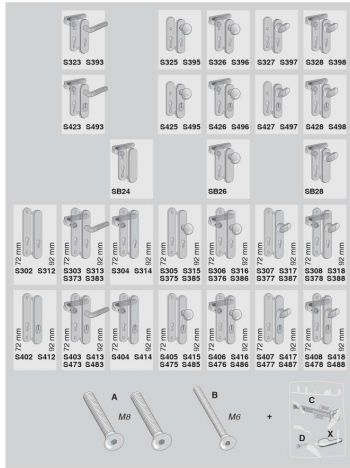 S323 S393
S325 S395
S326 S396
S327 S397
S328 S398
S423 S493
S425 S495
S426 S496
S427 S497
S428 S498
SB24
SB26
SB28
72 mm 92 mm
S302 S312
72 mm 92 mm
S303 S313
S373 S383
72 mm 92 mm
S304 S314
72 mm 92 mm
S305 S315
S375 S385
72 mm 92 mm
S306 S316
S376 S386
72 mm 92 mm
S307 S317
S377 S387
72 mm 92 mm
S308 S318
S378 S388
72 mm 92 mm
S402 S412
72 mm 92 mm
S403 S413
S473 S483
72 mm 92 mm
S404 S414
72 mm 92 mm
S405 S415
S475 S485
72 mm 92 mm
S406 S416
S476 S486
72 mm 92 mm
S407 S417
S477 S487
72 mm 92 mm
S408 S418
S478 S488
A
M8
B
M6
+
C
D
X